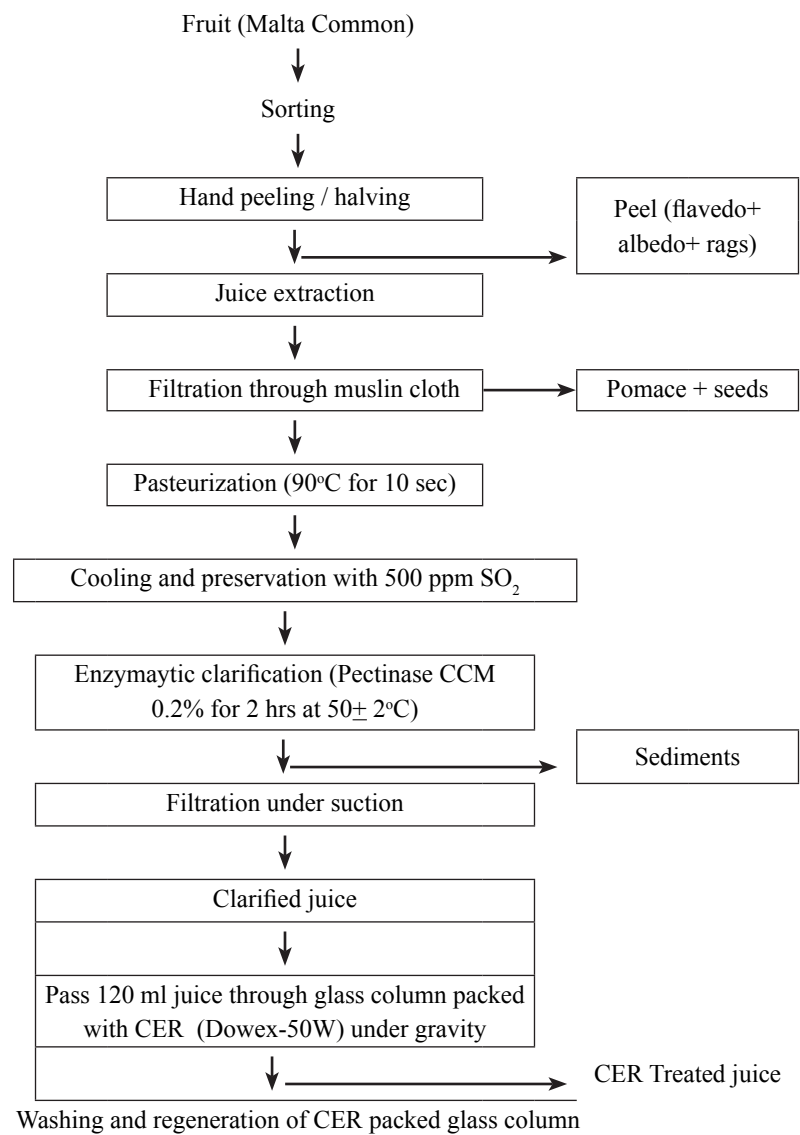 Fruit (Malta Common)
Sorting
Hand peeling / halving
Peel (flavedo+
albedo+ rags)
Juice extraction
Filtration through muslin cloth
Pomace + seeds
Pasteurization (90°C for 10 sec)
Cooling and preservation with 500 ppm SO₂
Enzymaytic clarification (Pectinase CCM
0.2% for 2 hrs at 50± 2°C)
Sediments
Filtration under suction
Clarified juice
Pass 120 ml juice through glass column packed
with CER (Dowex-50W) under gravity
CER Treated juice
Washing and regeneration of CER packed glass column